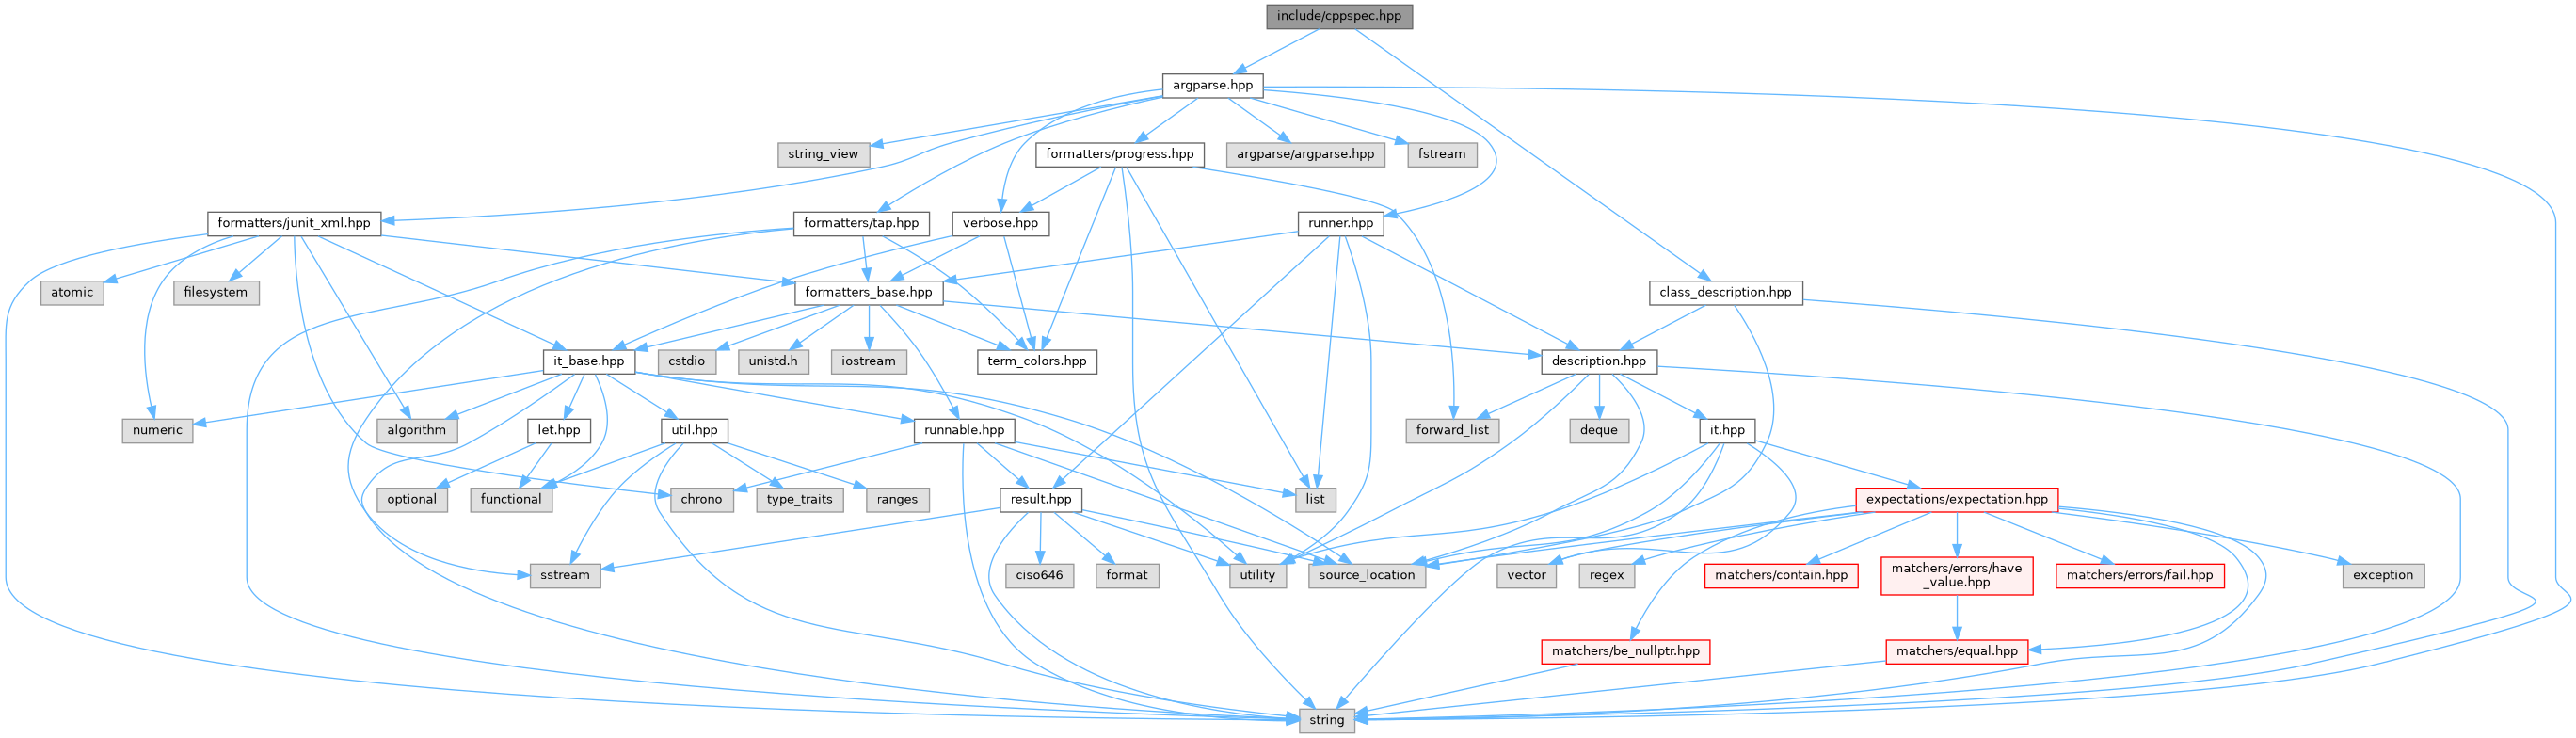 include/cppspec.hpp
argparse.hpp
string_view
formatters/progress.hpp
argparse/argparse.hpp
fstream
formatters/junit_xml.hpp
formatters/tap.hpp
verbose.hpp
runner.hpp
atomic
filesystem
formatters_base.hpp
class_description.hpp
it_base.hpp
cstdio
unistd.h
iostream
term_colors.hpp
description.hpp
numeric
algorithm
let.hpp
util.hpp
runnable.hpp
forward_list
deque
it.hpp
optional
functional
chrono
type_traits
ranges
result.hpp
list
expectations/expectation.hpp
sstream
ciso646
format
utility
source_location
vector
regex
matchers/contain.hpp
matchers/errors/have
_value.hpp
matchers/errors/fail.hpp
exception
matchers/be_nullptr.hpp
matchers/equal.hpp
string